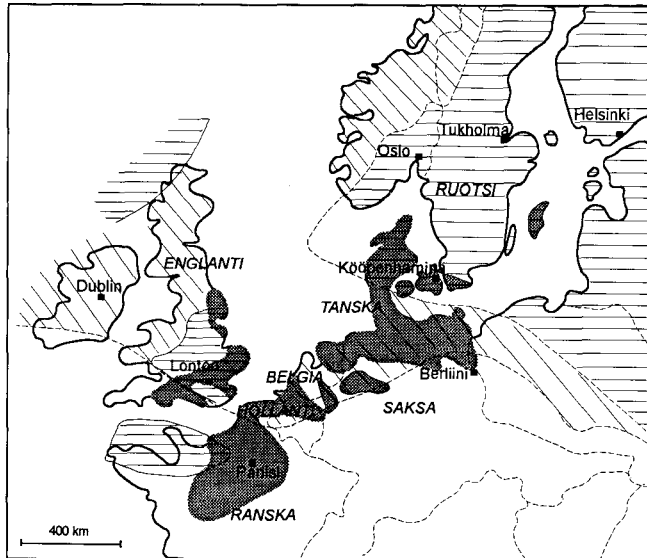 Helsinki
Tukholma
Oslo
RUOTSI
ENGLANTI
Kööpenhamina
Dublin
TANSKA
Lontoo
BELGIA
Berliini
HOLLANTI
SAKSA
Pariisi
RANSKA
400 km